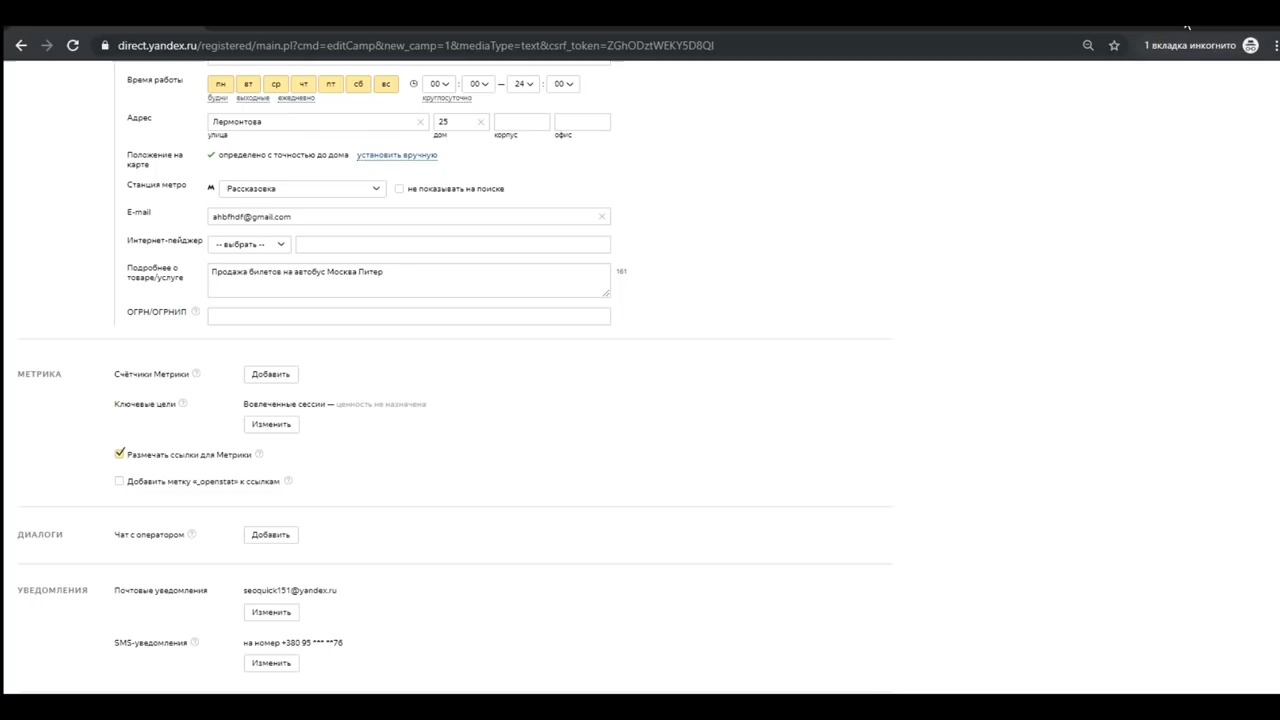 direct.yandex.ru/registered/main.pl?cmd=editCamp&new_camp=1&mediaType=text&csrf_token=ZGhODztWEKY5D8QI
1 вкладка инкогнито
Время работы пн вт ср чт пт сб вс 00 : 00 — 24 : 00
будни выходные ежедневно круглосуточно
Адрес Лермонтова 25
улица дом корпус офис
Положение на карте определено с точностью до дома установить вручную
Станция метро Рассказовка не показывать на поиске
E-mail ahbfhdf@gmail.com
Интернет-пейджер -- выбрать --
Подробнее о товаре/услуге Продажа билетов на автобус Москва Питер 161
ОГРН/ОГРНИП ?
МЕТРИКА Счётчики Метрики ? Добавить
Ключевые цели ? Вовлеченные сессии — ценность не назначена
Изменить
Размечать ссылки для Метрики ?
Добавить метку «_openstat» к ссылкам ?
ДИАЛОГИ Чат с оператором ? Добавить
УВЕДОМЛЕНИЯ Почтовые уведомления seoquick151@yandex.ru
Изменить
SMS-уведомления ? на номер +380 95 *** **76
Изменить